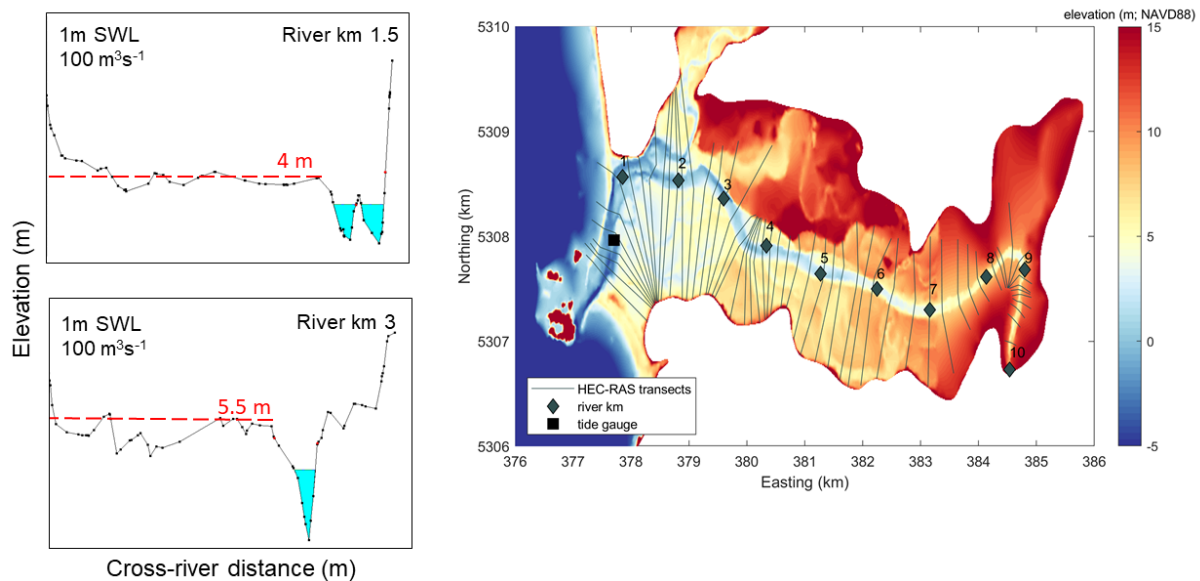 1m SWL
100 m³s⁻¹
River km 1.5
4 m
Elevation (m)
1m SWL
100 m³s⁻¹
River km 3
5.5 m
Cross-river distance (m)
elevation (m; NAVD88)
5310
5309
5308
5307
5306
Northing (km)
1
2
3
4
5
6
7
8
9
10
HEC-RAS transects
river km
tide gauge
376
377
378
379
380
381
382
383
384
385
386
Easting (km)
15
10
5
0
-5